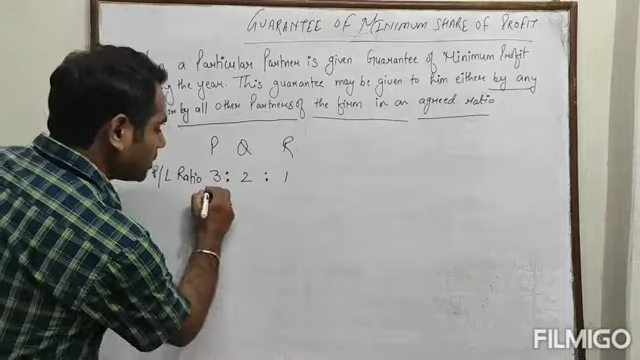 GUARANTEE OF MINIMUM SHARE OF PROFIT
a Particular Partner is given Guarantee of Minimum Profit
the year. This guarantee may be given to him either by any
by all other Partners of the firm in an agreed ratio
P Q R
P/L Ratio 3 : 2 : 1
FILMIGO